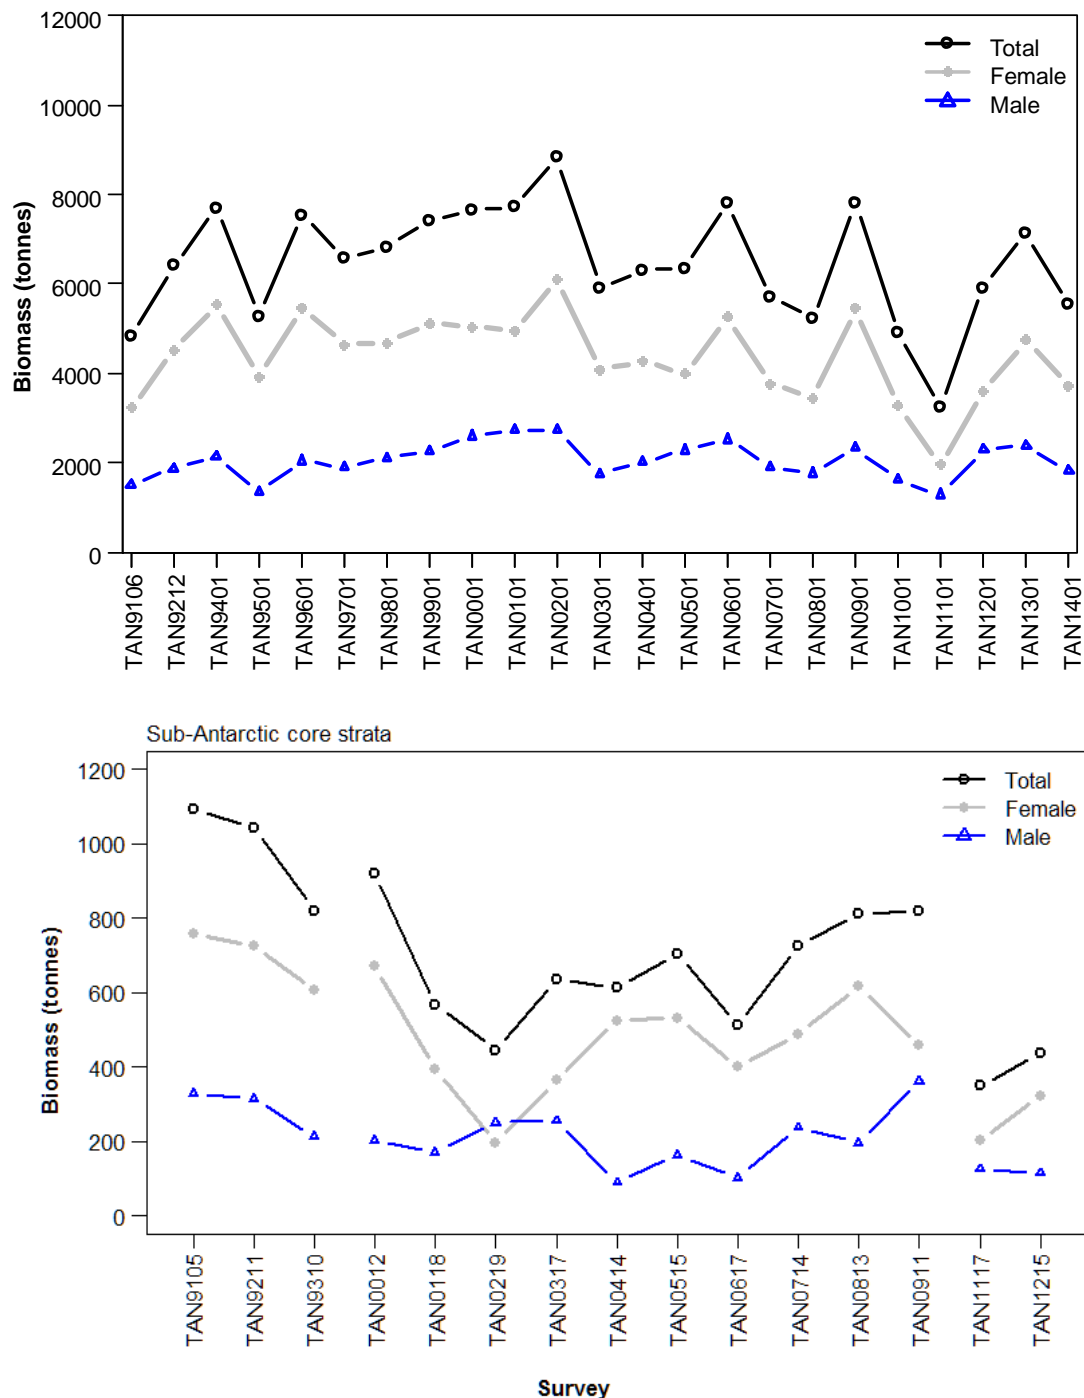 12000
10000
8000
6000
4000
2000
0
Biomass (tonnes)
Total
Female
Male
TAN9106
TAN9212
TAN9401
TAN9501
TAN9601
TAN9701
TAN9801
TAN9901
TAN0001
TAN0101
TAN0201
TAN0301
TAN0401
TAN0501
TAN0601
TAN0701
TAN0801
TAN0901
TAN1001
TAN1101
TAN1201
TAN1301
TAN1401
Sub-Antarctic core strata
1200
1000
800
600
400
200
0
Biomass (tonnes)
Total
Female
Male
TAN9105
TAN9211
TAN9310
TAN0012
TAN0118
TAN0219
TAN0317
TAN0414
TAN0515
TAN0617
TAN0714
TAN0813
TAN0911
TAN1117
TAN1215
Survey